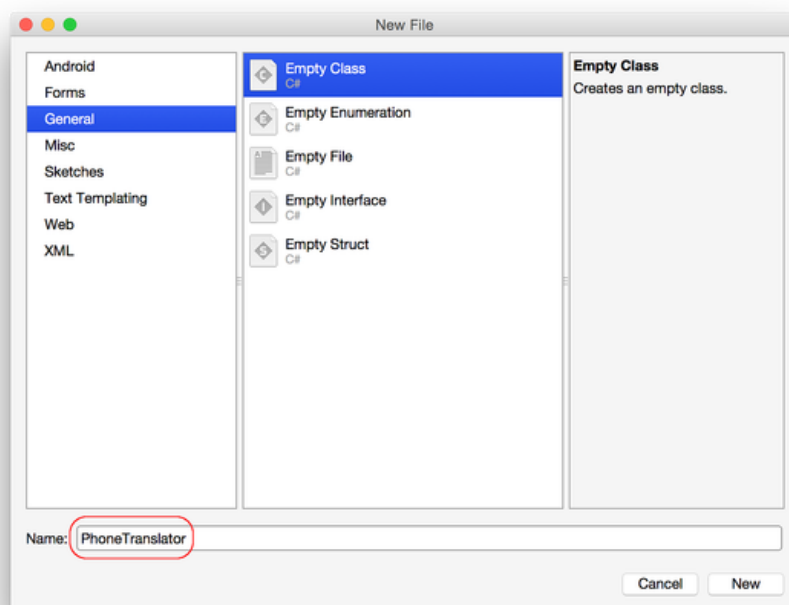 New File
Android
Forms
General
Misc
Sketches
Text Templating
Web
XML
Empty Class
C#
Empty Enumeration
C#
Empty File
C#
Empty Interface
C#
Empty Struct
C#
Empty Class
Creates an empty class.
Name: PhoneTranslator
Cancel New